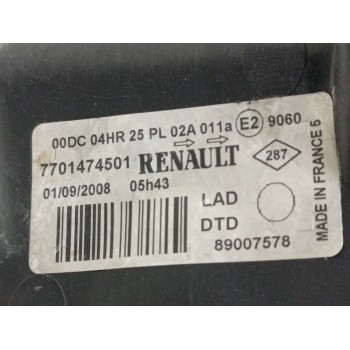 00DC 04HR 25 PL 02A 011a E2 9060
7701474501 RENAULT 287
01/09/2008 05h43
LAD
DTD
89007578
MADE IN FRANCE 5